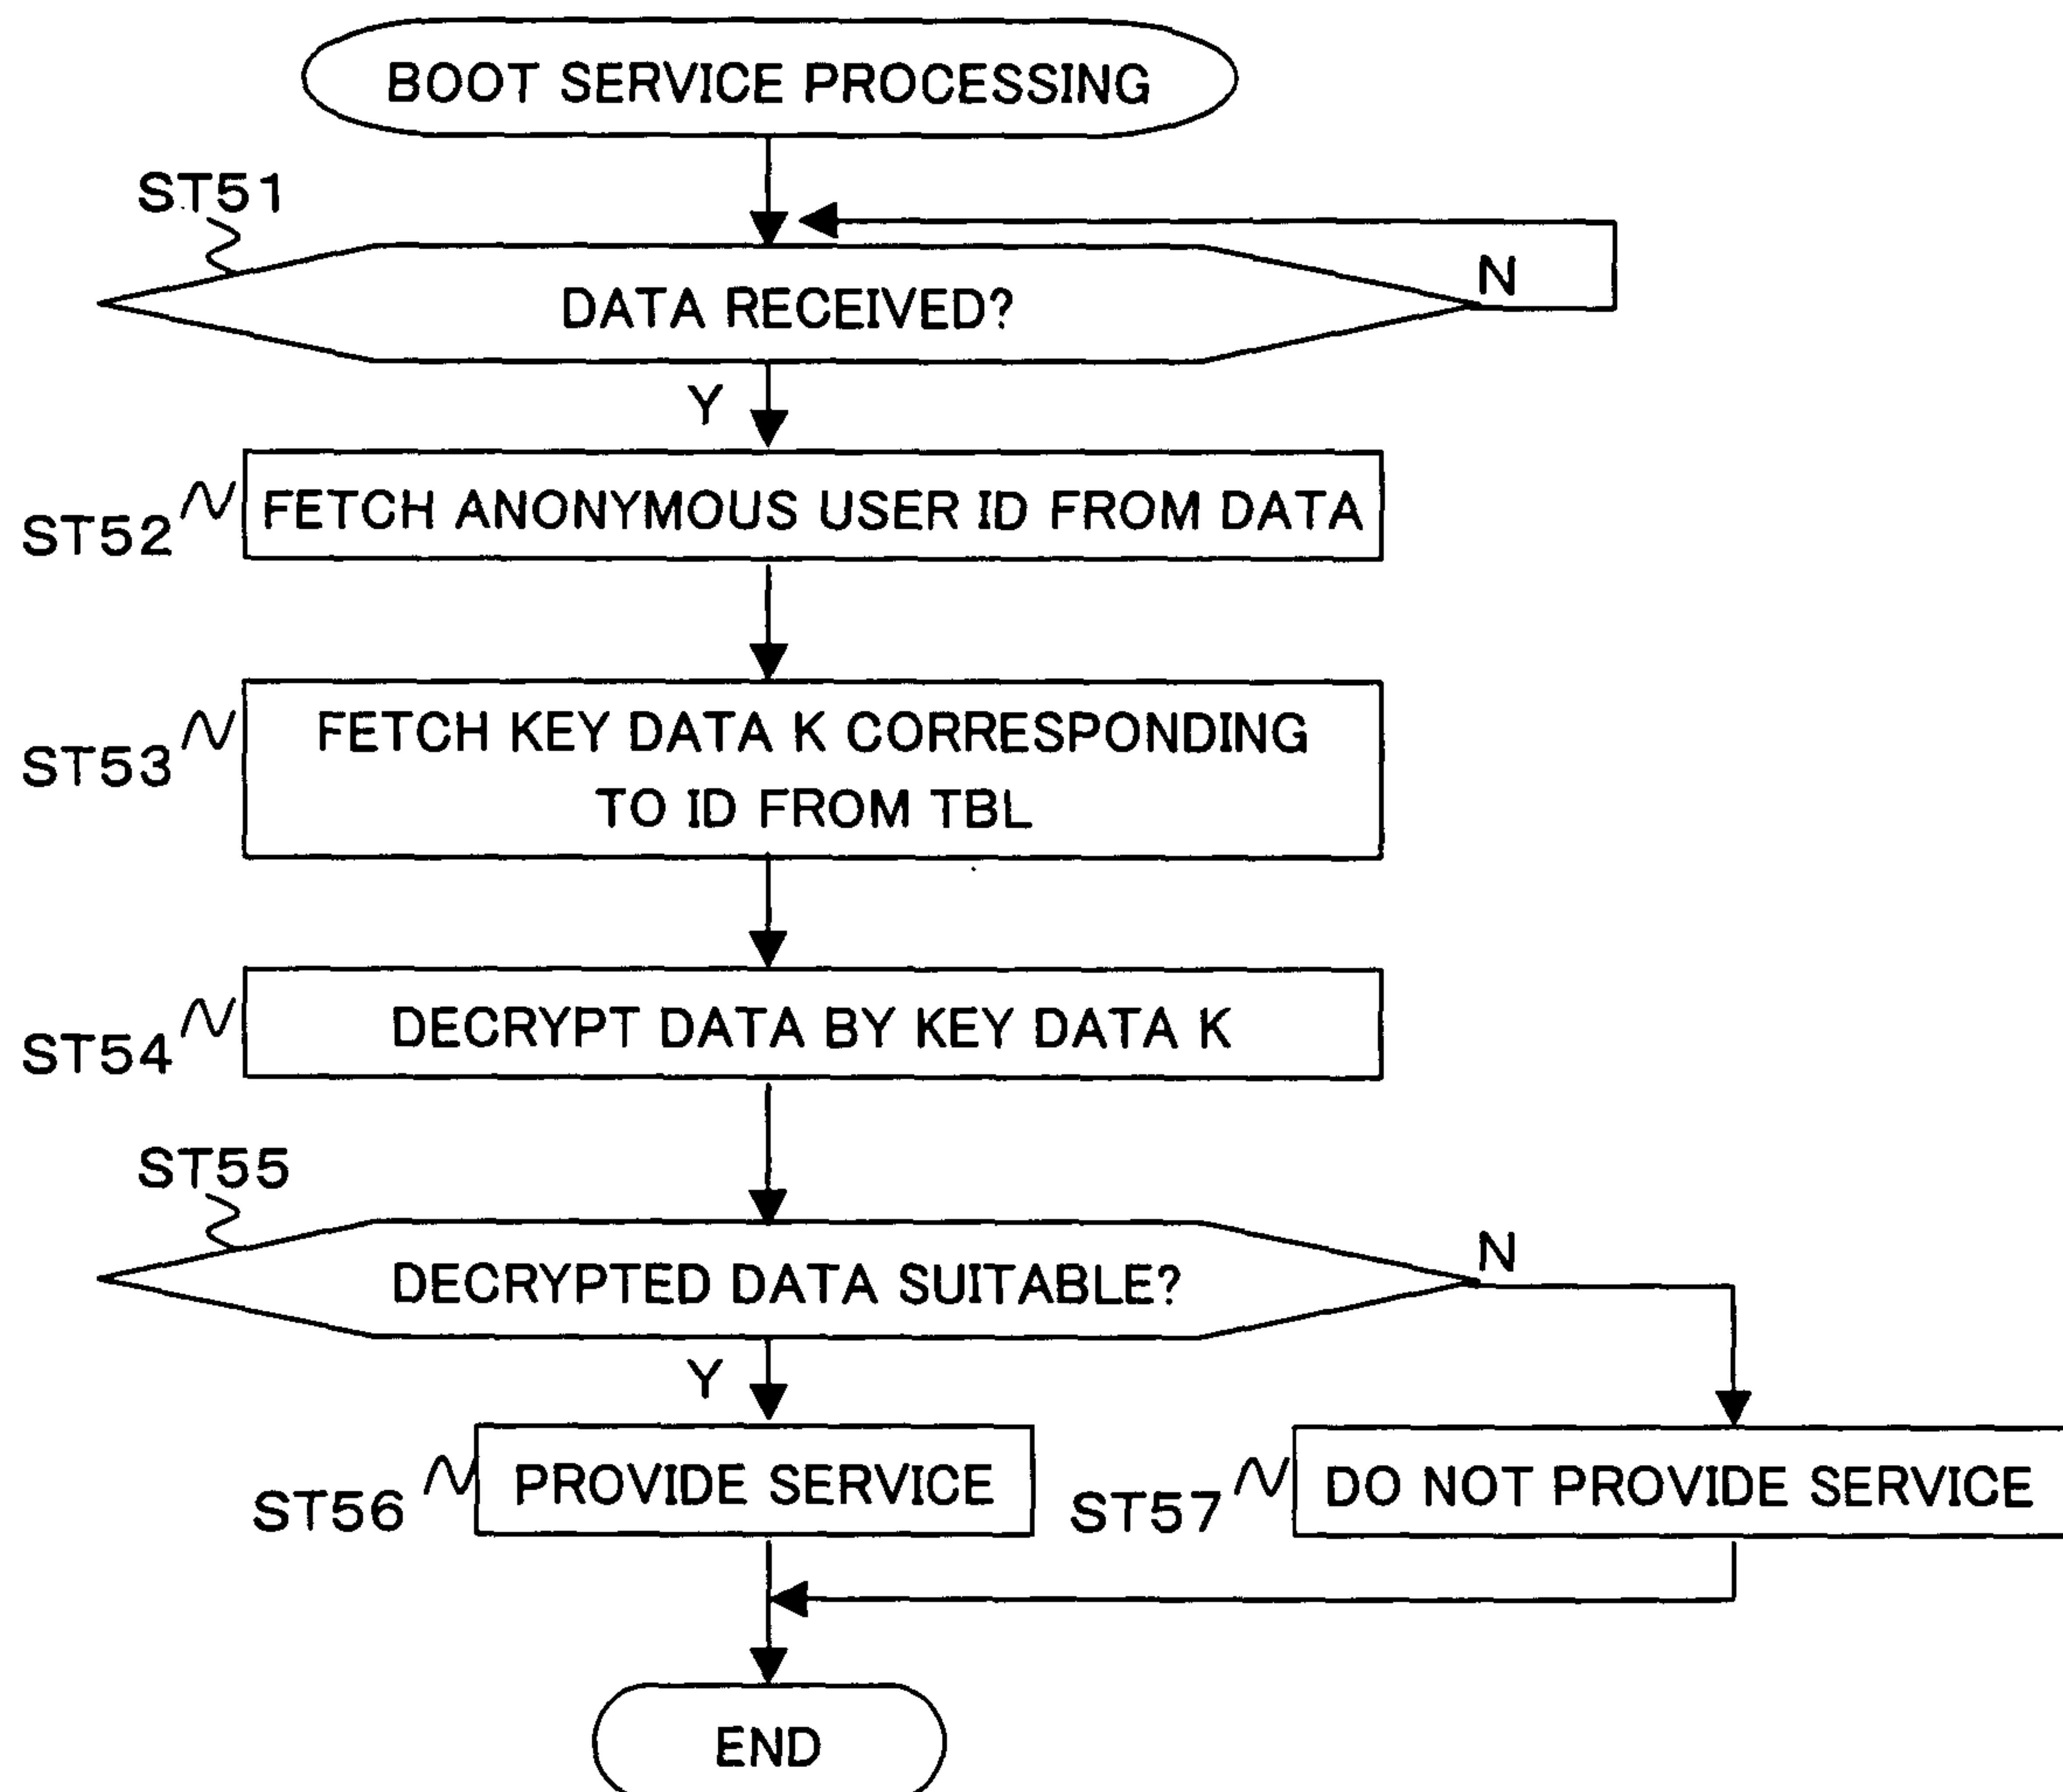 BOOT SERVICE PROCESSING
ST51
DATA RECEIVED?
N
Y
ST52
FETCH ANONYMOUS USER ID FROM DATA
ST53
FETCH KEY DATA K CORRESPONDING
TO ID FROM TBL
ST54
DECRYPT DATA BY KEY DATA K
ST55
DECRYPTED DATA SUITABLE?
N
Y
ST56
PROVIDE SERVICE
ST57
DO NOT PROVIDE SERVICE
END